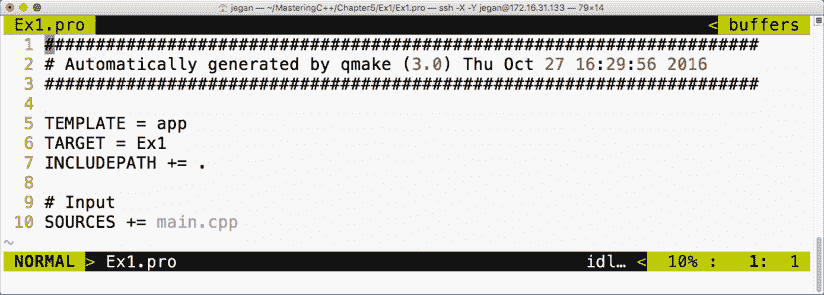 jegan — ~/MasteringC++/Chapter5/Ex1/Ex1.pro — ssh -X -Y jegan@172.16.31.133 — 79×14
Ex1.pro < buffers
1 ######################################################################
2 # Automatically generated by qmake (3.0) Thu Oct 27 16:29:56 2016
3 ######################################################################
4
5 TEMPLATE = app
6 TARGET = Ex1
7 INCLUDEPATH += .
8
9 # Input
10 SOURCES += main.cpp
~
NORMAL > Ex1.pro idl… < 10% : 1: 1